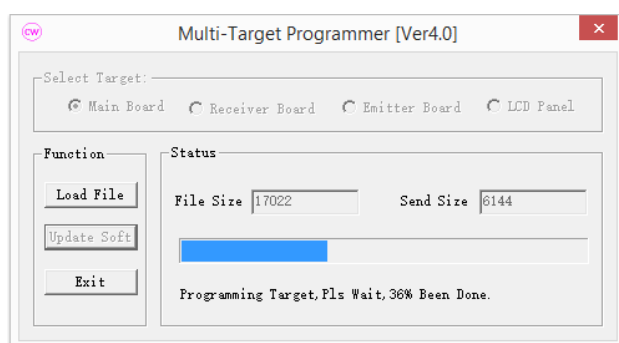 CW Multi-Target Programmer [Ver4.0]
Select Target:
Main Board Receiver Board Emitter Board LCD Panel
Function
Status
Load File
File Size 17022 Send Size 6144
Update Soft
Exit
Programming Target,Pls Wait,36% Been Done.